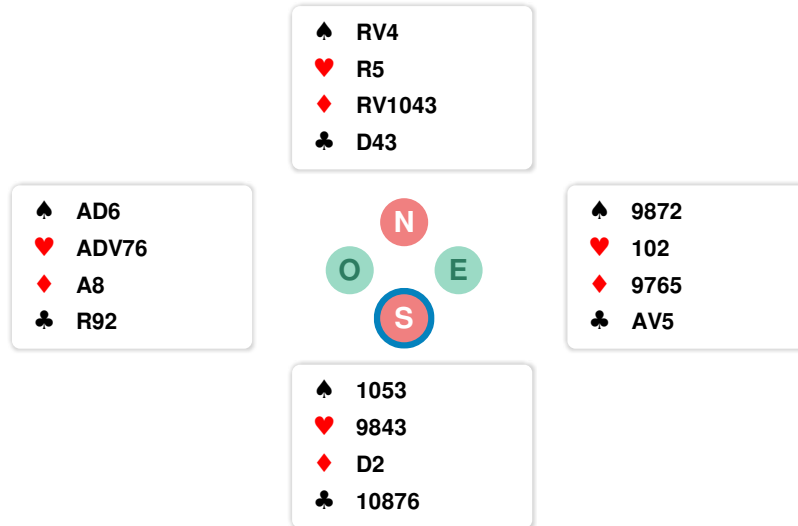 ♠ RV4
♥ R5
♦ RV1043
♣ D43
♠ AD6
♥ ADV76
♦ A8
♣ R92
N
O E
S
♠ 9872
♥ 102
♦ 9765
♣ AV5
♠ 1053
♥ 9843
♦ D2
♣ 10876